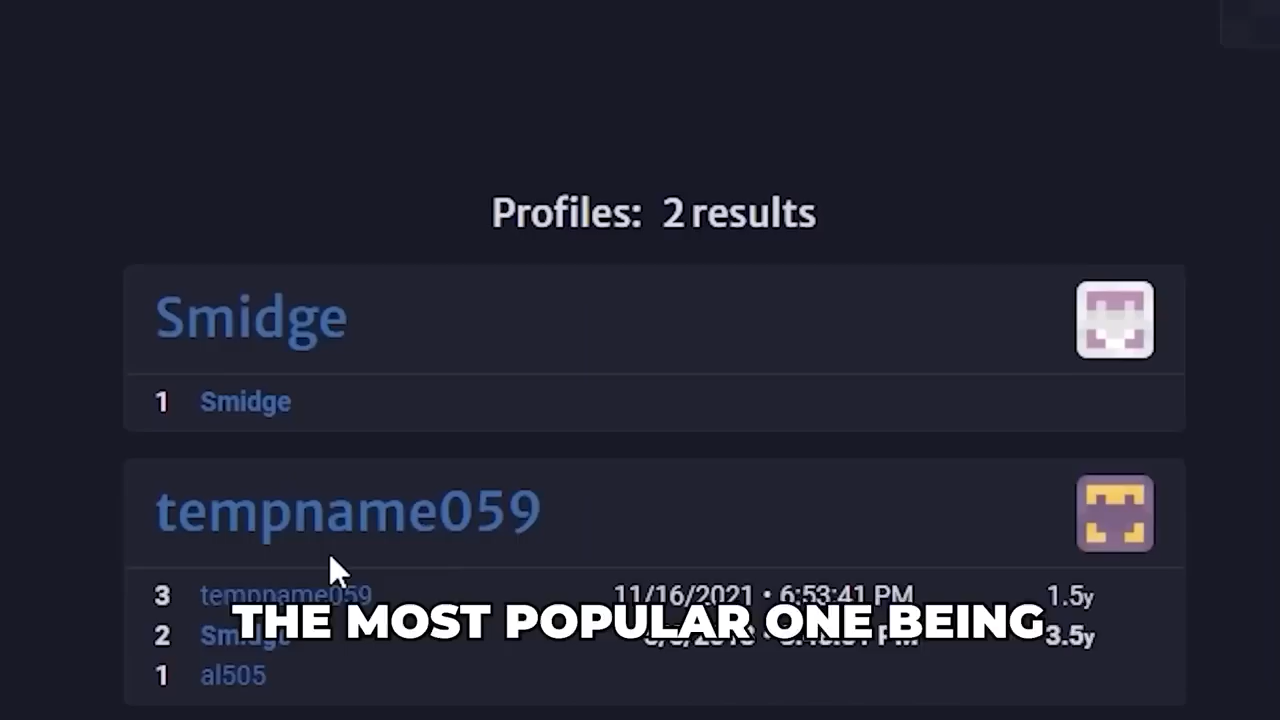 Profiles: 2 results
Smidge
1 Smidge
tempname059
3 tempname059 11/16/2021 • 6:53:41 PM 1.5y
THE MOST POPULAR ONE BEING
2 Smidge 3.5y
1 al505